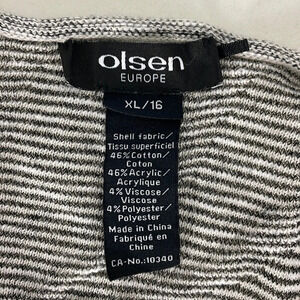 olsen
EUROPE
XL/16
Shell fabric/
Tissu superficiel
46%Cotton/
Coton
46%Acrylic/
Acrylique
4%Viscose/
Viscose
4%Polyester/
Polyester
Made in China
Fabriqué en
Chine
CA-No.:10340